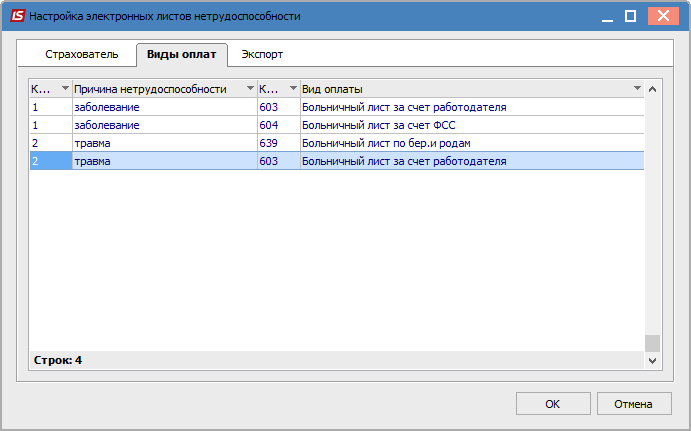 IS Настройка электронных листов нетрудоспособности
Страхователь Виды оплат Экспорт
К... Причина нетрудоспособности К... Вид оплаты
1 заболевание 603 Больничный лист за счет работодателя
1 заболевание 604 Больничный лист за счет ФСС
2 травма 639 Больничный лист по бер.и родам
2 травма 603 Больничный лист за счет работодателя
Строк: 4
ОК Отмена